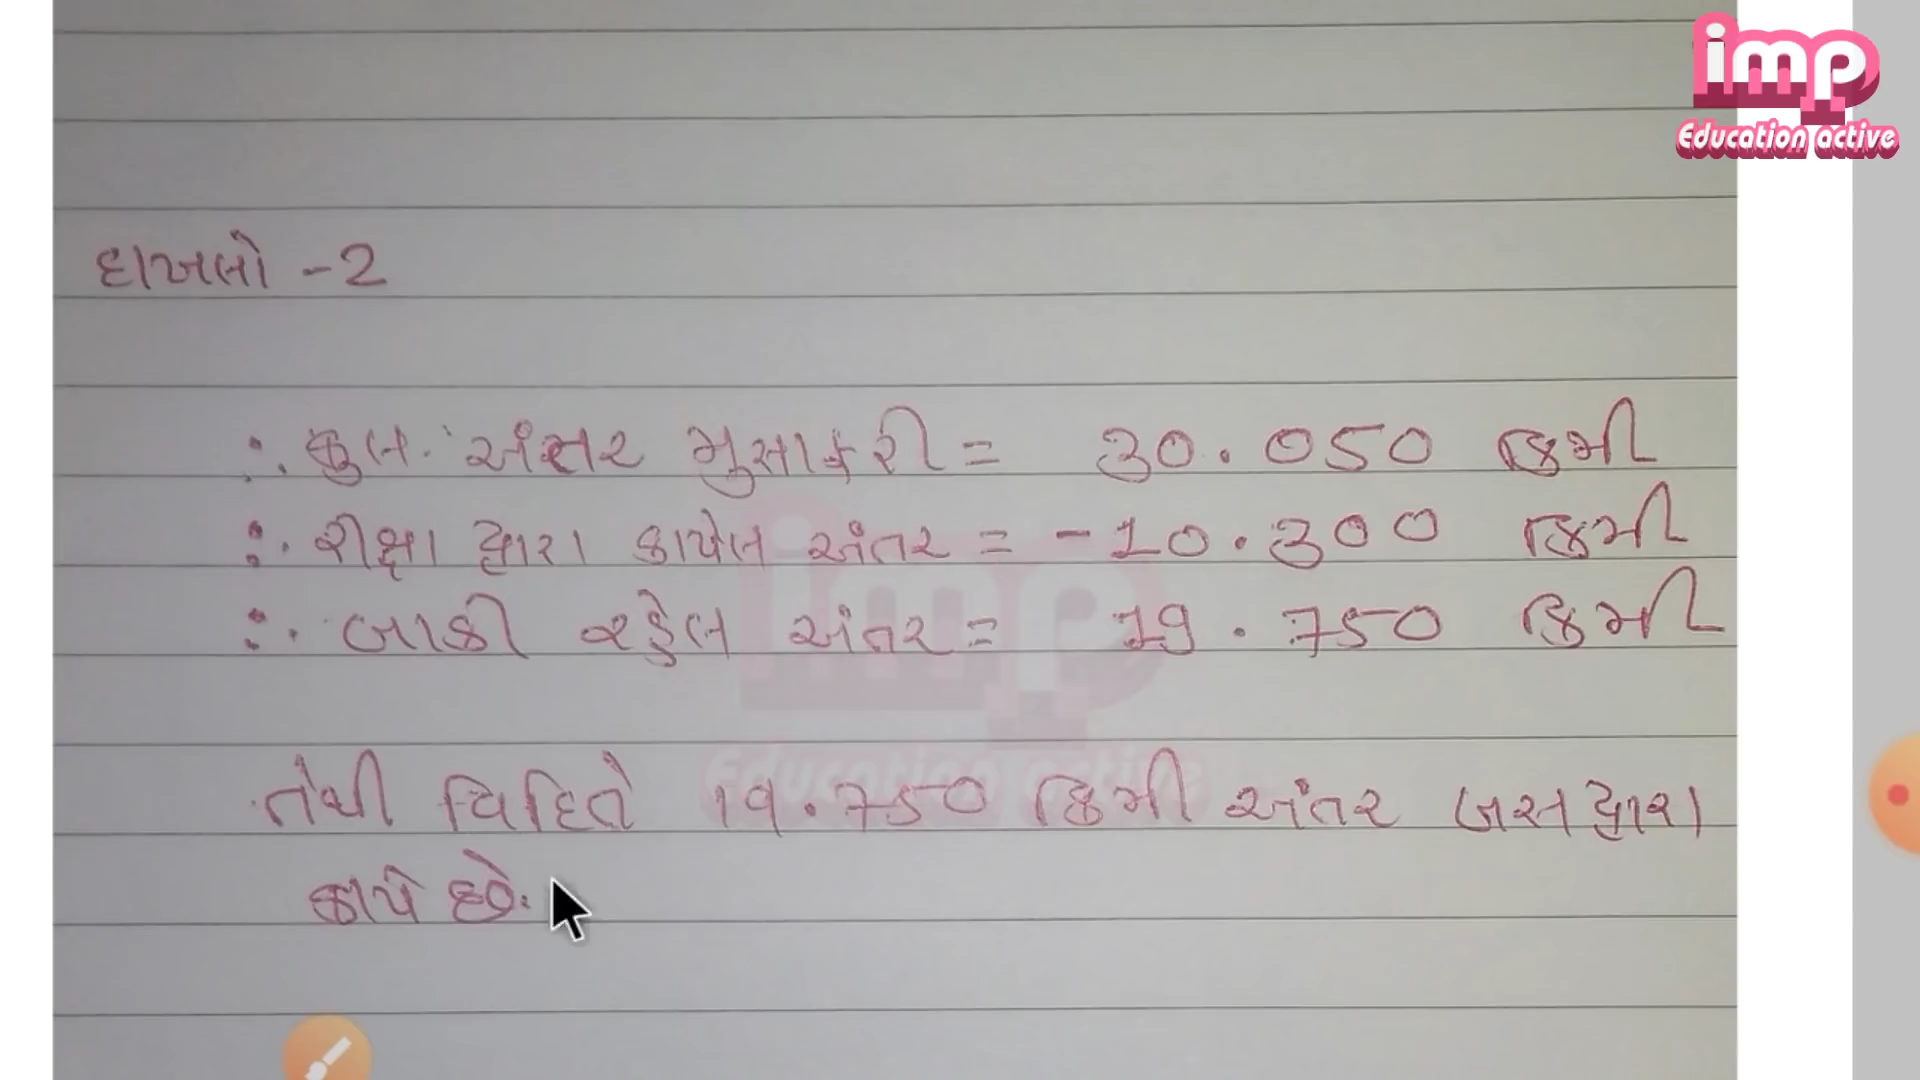 imp
Education active
દાખલો - 2
∴ કુલ અંતર મુસાફરી = 30.050 કિમી
∴ રીક્ષા દ્વારા કાપેલ અંતર = - 10.300 કિમી
∴ બાકી રહેલ અંતર = 19.750 કિમી
તેથી વિહિતે 19.750 કિમી અંતર બસ દ્વારા
કાપે છે.